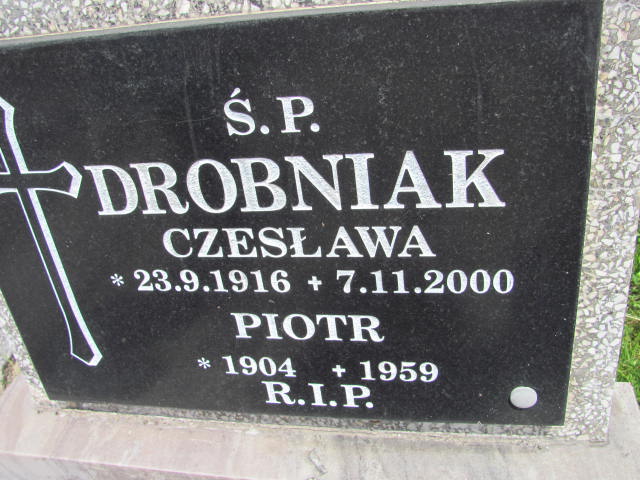 Ś.P.
DROBNIAK
CZESŁAWA
* 23.9.1916 + 7.11.2000
PIOTR
* 1904 + 1959
R.I.P.